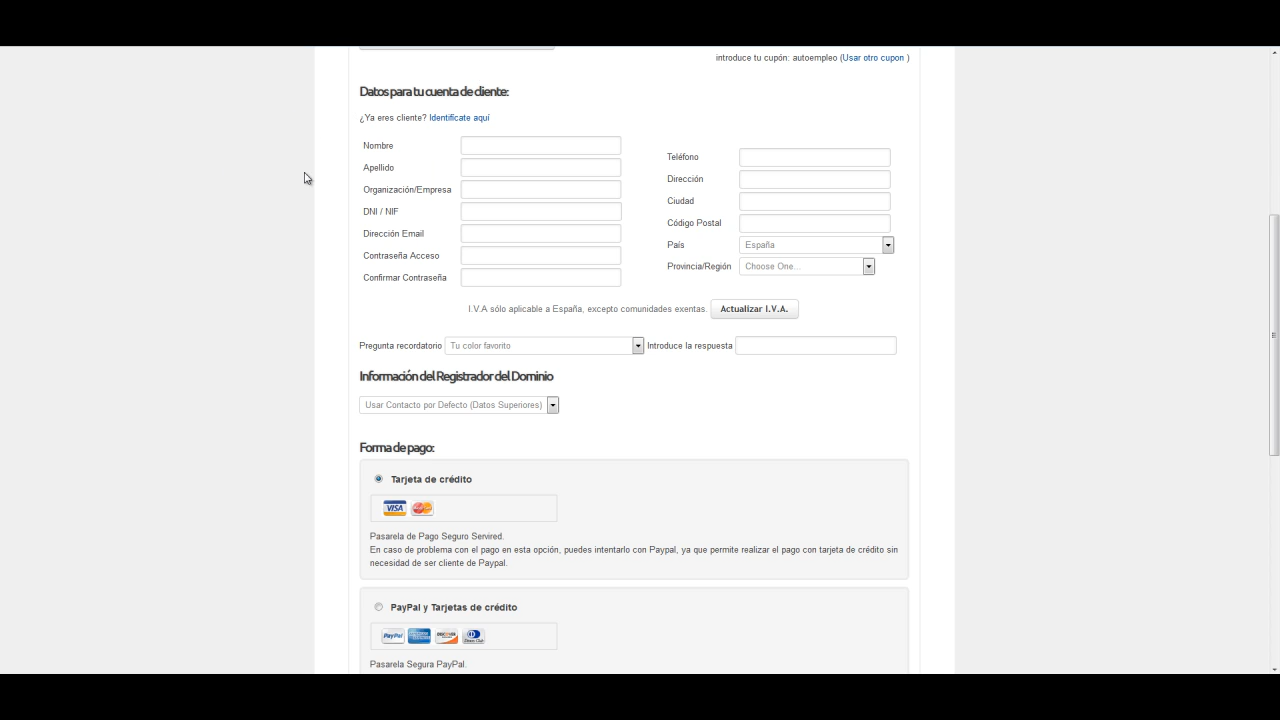 introduce tu cupón: autoempleo (Usar otro cupon )
Datos para tu cuenta de cliente:
¿Ya eres cliente? Identifícate aquí
Nombre
Apellido
Organización/Empresa
DNI / NIF
Dirección Email
Contraseña Acceso
Confirmar Contraseña
Teléfono
Dirección
Ciudad
Código Postal
País España
Provincia/Región Choose One...
I.V.A sólo aplicable a España, excepto comunidades exentas. Actualizar I.V.A.
Pregunta recordatorio Tu color favorito Introduce la respuesta
Información del Registrador del Dominio
Usar Contacto por Defecto (Datos Superiores)
Forma de pago:
Tarjeta de crédito
VISA
Pasarela de Pago Seguro Servired.
En caso de problema con el pago en esta opción, puedes intentarlo con Paypal, ya que permite realizar el pago con tarjeta de crédito sin
necesidad de ser cliente de Paypal.
PayPal y Tarjetas de crédito
PayPal
Pasarela Segura PayPal.